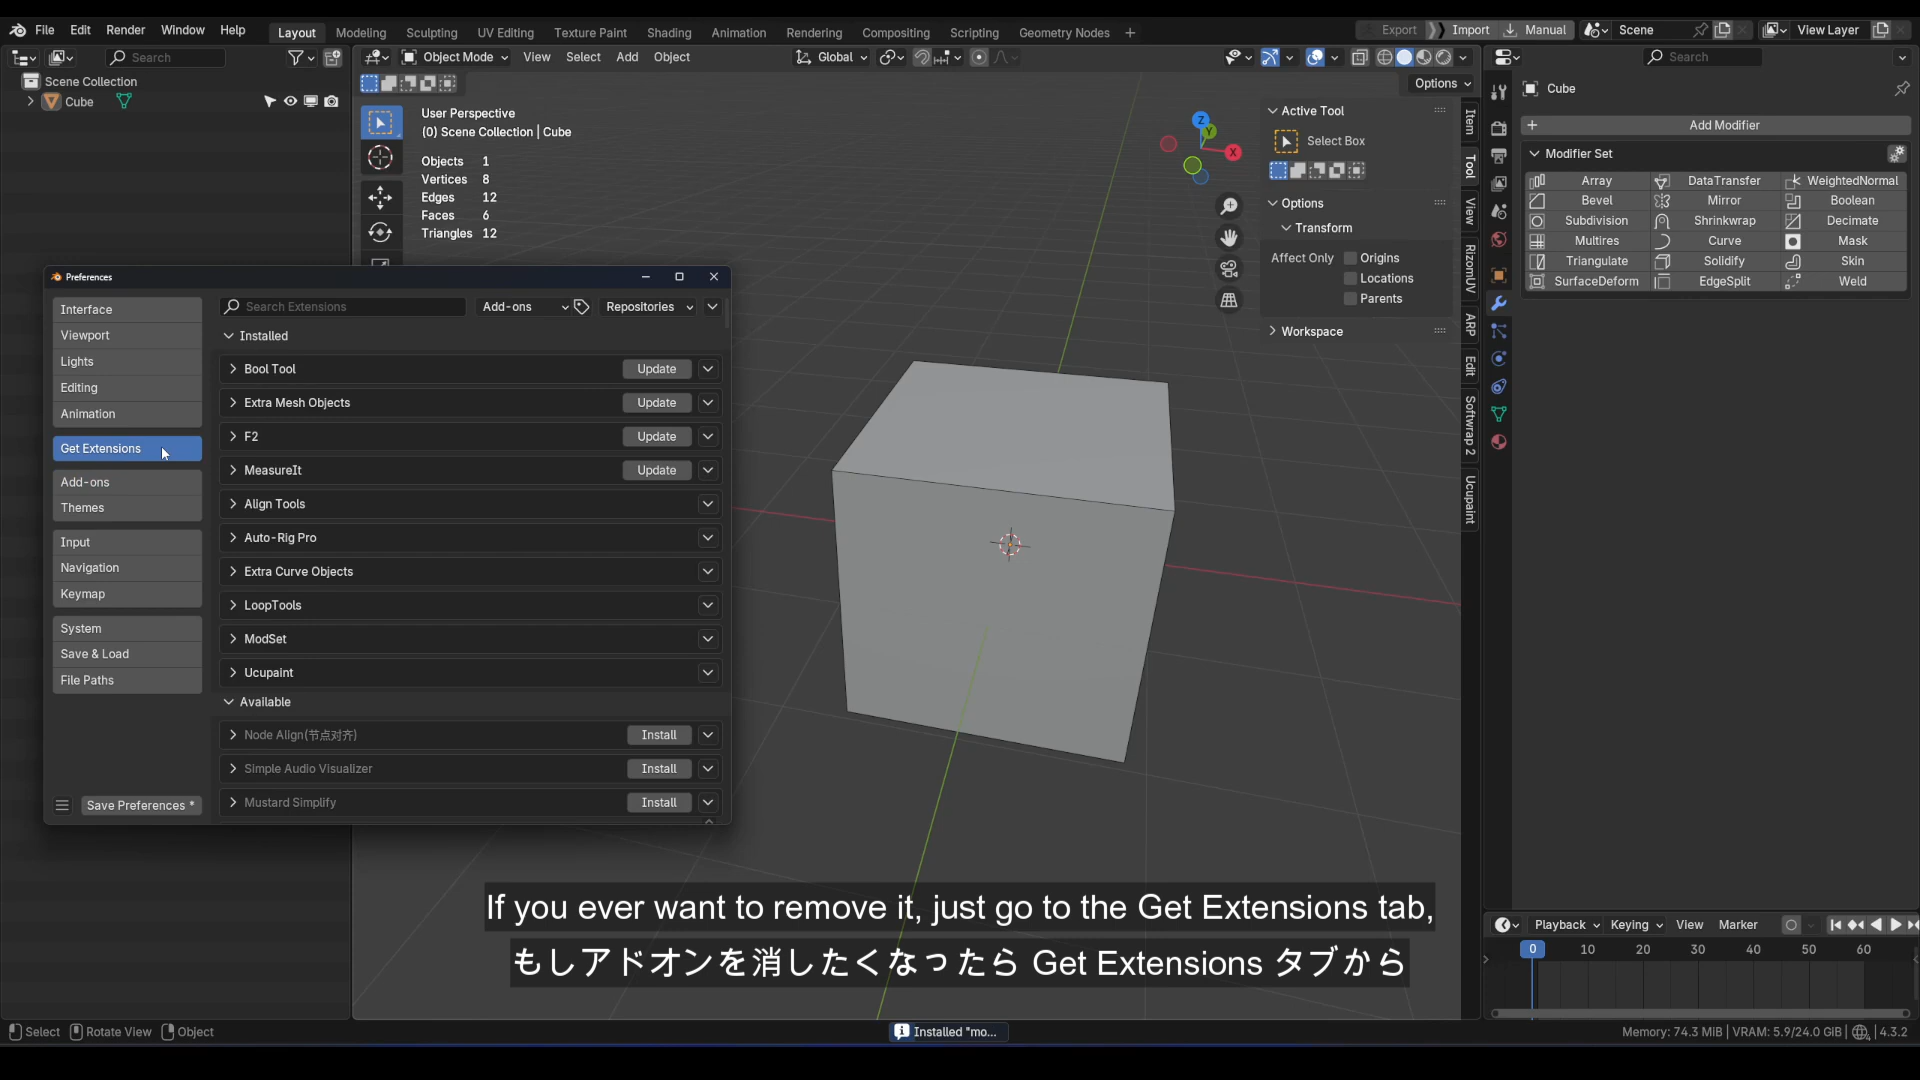 File Edit Render Window Help
Layout Modeling Sculpting UV Editing Texture Paint Shading Animation Rendering Compositing Scripting Geometry Nodes +
Export Import Manual Scene View Layer
Search
Object Mode View Select Add Object
Global
Search
Options
Scene Collection
Cube
User Perspective
(0) Scene Collection | Cube
Objects 1
Vertices 8
Edges 12
Faces 6
Triangles 12
Z
Y
X
Active Tool
Select Box
Options
Transform
Affect Only Origins
Locations
Parents
Workspace
Item
Tool
View
RizomUV
ARP
Edit
Softwrap 2
Ucupaint
Cube
Add Modifier
Modifier Set
Array DataTransfer WeightedNormal
Bevel Mirror Boolean
Subdivision Shrinkwrap Decimate
Multires Curve Mask
Triangulate Solidify Skin
SurfaceDeform EdgeSplit Weld
Preferences
Interface
Viewport
Lights
Editing
Animation
Get Extensions
Add-ons
Themes
Input
Navigation
Keymap
System
Save & Load
File Paths
Save Preferences *
Search Extensions Add-ons Repositories
Installed
Bool Tool Update
Extra Mesh Objects Update
F2 Update
MeasureIt Update
Align Tools
Auto-Rig Pro
Extra Curve Objects
LoopTools
ModSet
Ucupaint
Available
Node Align(节点对齐) Install
Simple Audio Visualizer Install
Mustard Simplify Install
If you ever want to remove it, just go to the Get Extensions tab,
もしアドオンを消したくなったら Get Extensions タブから
Playback Keying View Marker
0 10 20 30 40 50 60
Select Rotate View Object
Installed "mo...
Memory: 74.3 MiB | VRAM: 5.9/24.0 GiB | 4.3.2